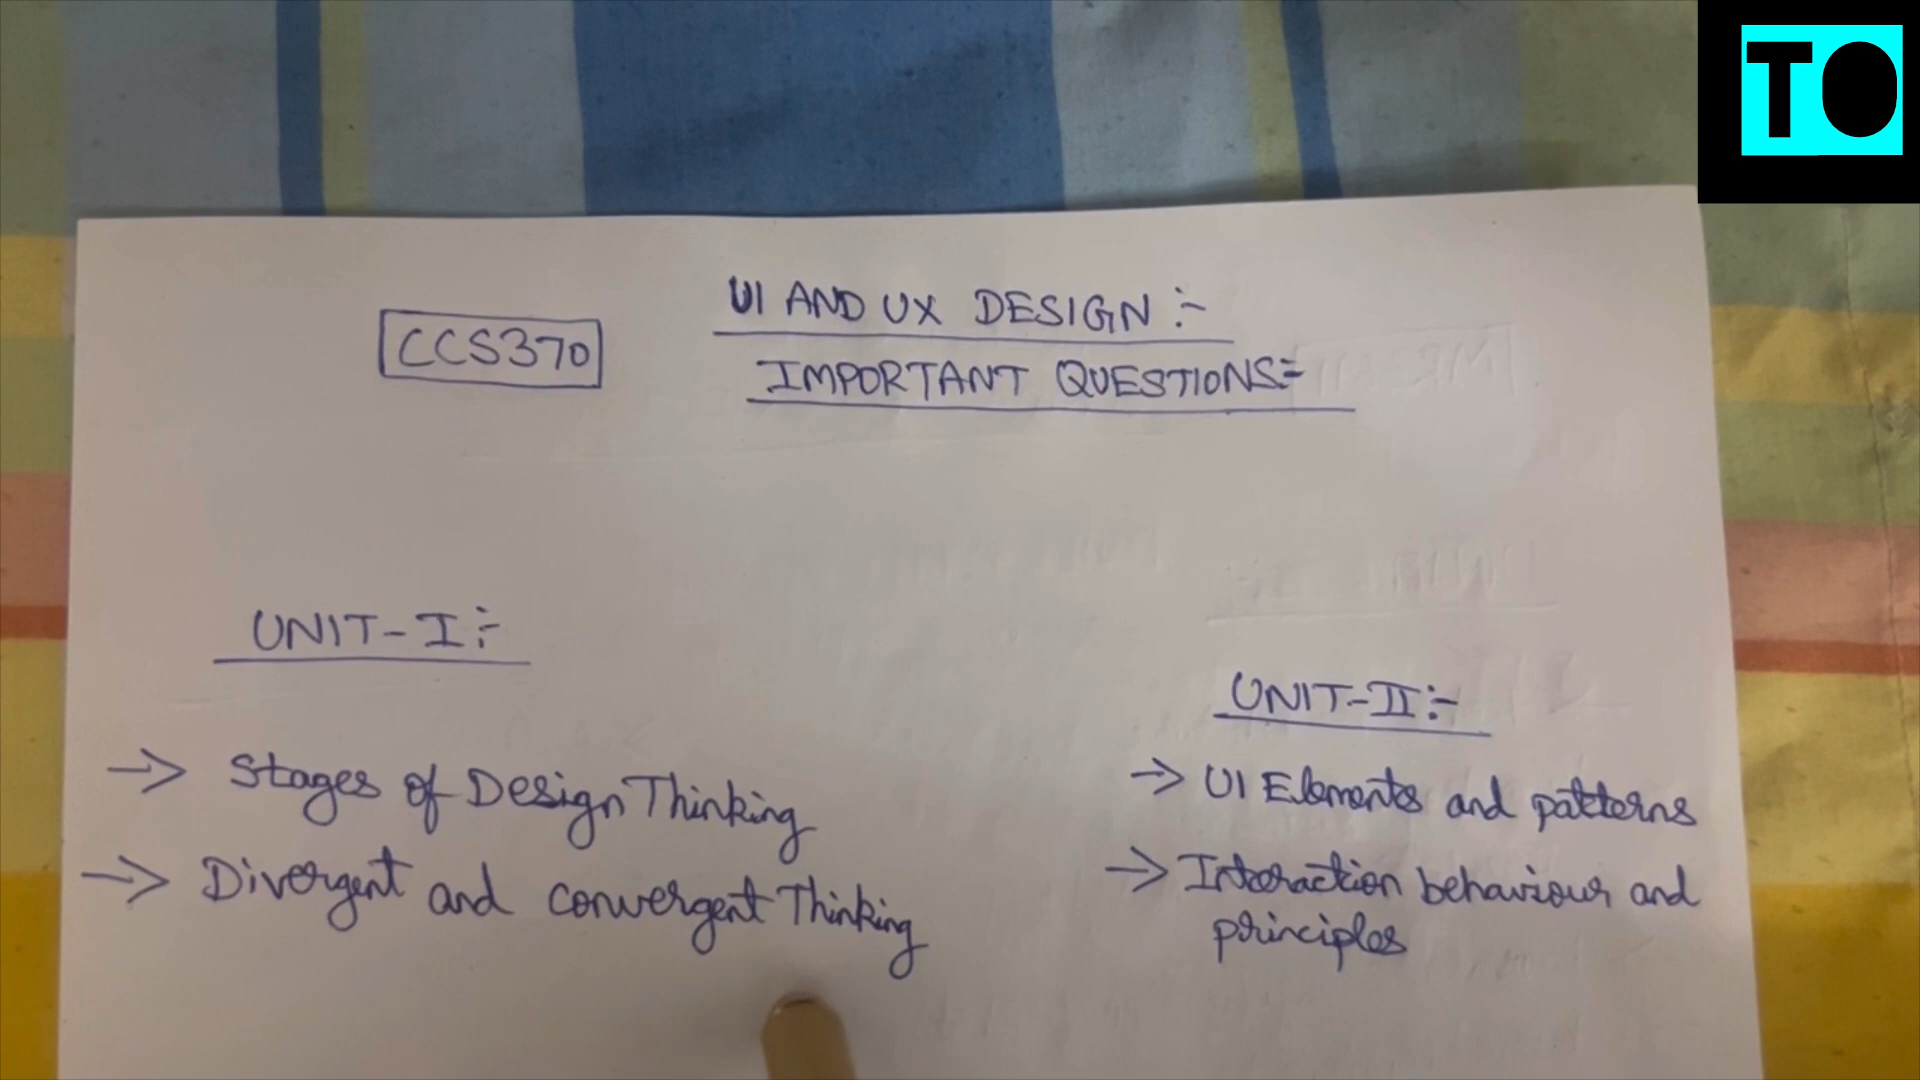 TO
UI AND UX DESIGN :-
CCS370
IMPORTANT QUESTIONS:-
UNIT-I :-
→ Stages of Design Thinking
→ Divergent and convergent Thinking
UNIT-II :-
→ UI Elements and patterns
→ Interaction behaviour and
principles